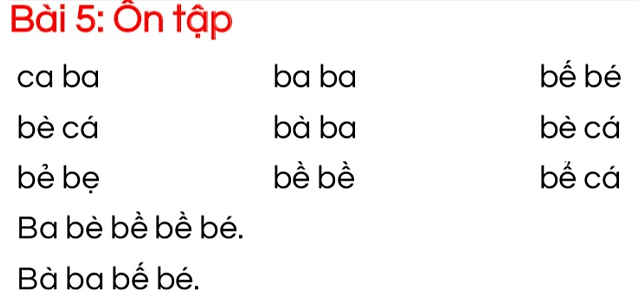 Bài 5: Ôn tập
ca ba ba ba bế bé
bè cá bà ba bè cá
bẻ bẹ bề bề bể cá
Ba bè bề bề bé.
Bà ba bế bé.